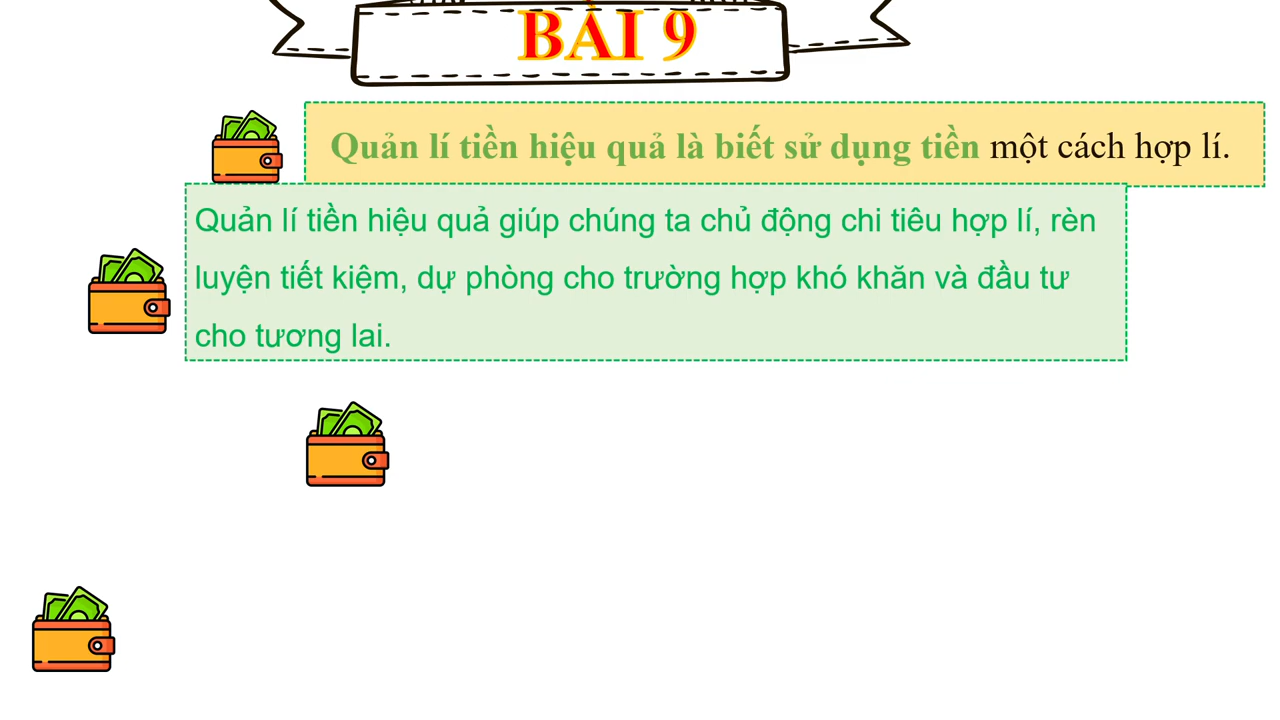 BÀI 9
Quản lí tiền hiệu quả là biết sử dụng tiền một cách hợp lí.
Quản lí tiền hiệu quả giúp chúng ta chủ động chi tiêu hợp lí, rèn
luyện tiết kiệm, dự phòng cho trường hợp khó khăn và đầu tư
cho tương lai.